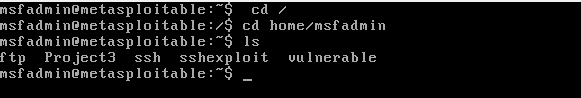 msfadmin@metasploitable:~$  cd /
msfadmin@metasploitable:/$ cd home/msfadmin
msfadmin@metasploitable:~$ ls
ftp  Project3  ssh  sshexploit  vulnerable
msfadmin@metasploitable:~$ _